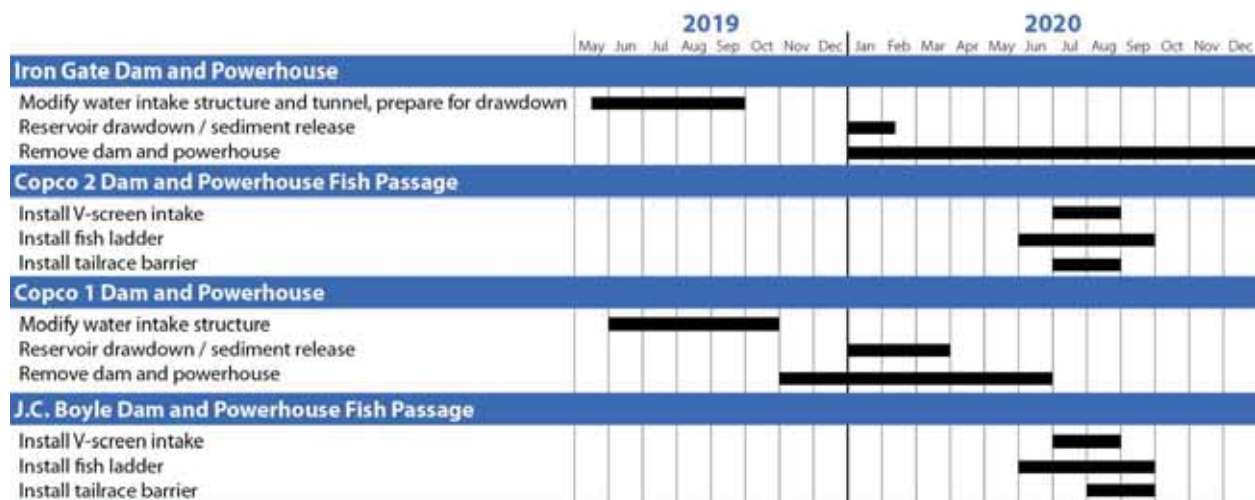 2019 2020
May Jun Jul Aug Sep Oct Nov Dec Jan Feb Mar Apr May Jun Jul Aug Sep Oct Nov Dec
Iron Gate Dam and Powerhouse
Modify water intake structure and tunnel, prepare for drawdown
Reservoir drawdown / sediment release
Remove dam and powerhouse
Copco 2 Dam and Powerhouse Fish Passage
Install V-screen intake
Install fish ladder
Install tailrace barrier
Copco 1 Dam and Powerhouse
Modify water intake structure
Reservoir drawdown / sediment release
Remove dam and powerhouse
J.C. Boyle Dam and Powerhouse Fish Passage
Install V-screen intake
Install fish ladder
Install tailrace barrier